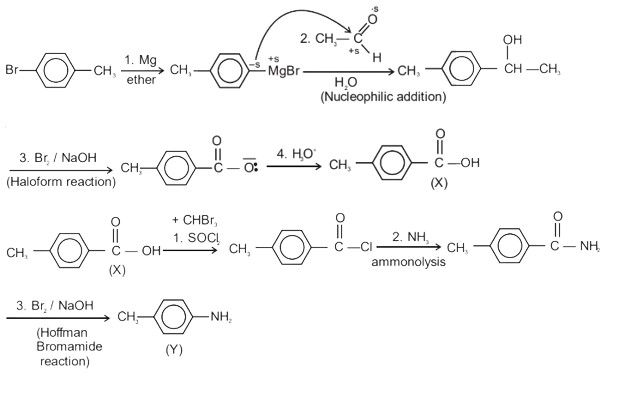 ·s
O
2. CH₃–C
+s
H
Br– –CH₃
1. Mg
ether
CH₃– –s +s MgBr
H₂O
(Nucleophilic addition)
OH
CH₃– –CH –CH₃
3. Br₂ / NaOH
(Haloform reaction)
O
CH₃– –C –O:
4. H₃O⁺
O
CH₃– –C –OH
(X)
+ CHBr₃
O
CH₃– –C – OH
(X)
1. SOCl₂
O
CH₃– –C –Cl
2. NH₃
ammonolysis
O
CH₃– –C – NH₂
3. Br₂ / NaOH
(Hoffman
Bromamide
reaction)
CH₃– –NH₂
(Y)